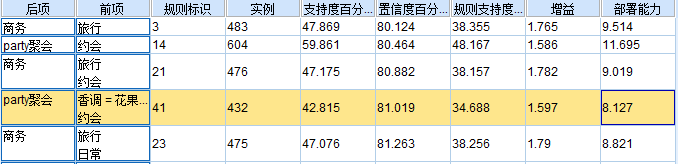 后项 前项 规则标识 实例 支持度百分... 置信度百分... 规则支持度... 增益 部署能力
商务 旅行 3 483 47.869 80.124 38.355 1.765 9.514
party聚会 约会 14 604 59.861 80.464 48.167 1.586 11.695
商务 旅行 21 476 47.175 80.882 38.157 1.782 9.019
约会
party聚会 香调 = 花果... 41 432 42.815 81.019 34.688 1.597 8.127
约会
商务 旅行 23 475 47.076 81.263 38.256 1.79 8.821
日常